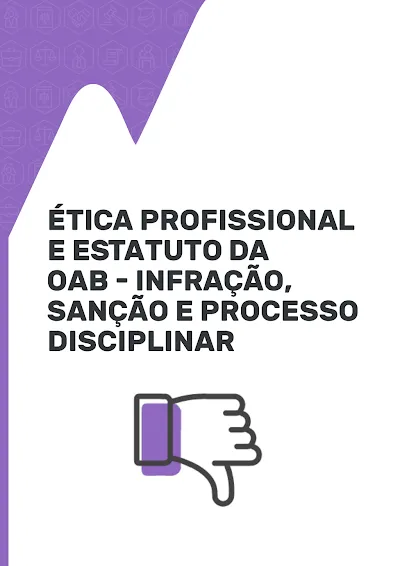 ÉTICA PROFISSIONAL
E ESTATUTO DA
OAB - INFRAÇÃO,
SANÇÃO E PROCESSO
DISCIPLINAR